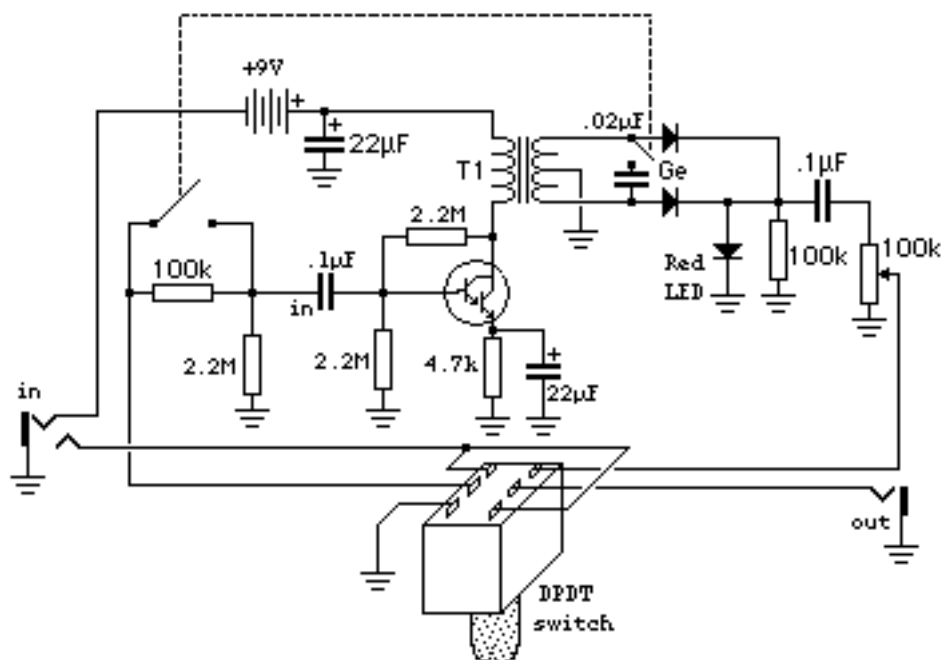 +9V
+
+
22µF
T1
.02µF
Ge
.1µF
2.2M
100k
.1µF
in
Red
LED
100k
100k
2.2M
2.2M
4.7k
+
22µF
in
out
DPDT
switch